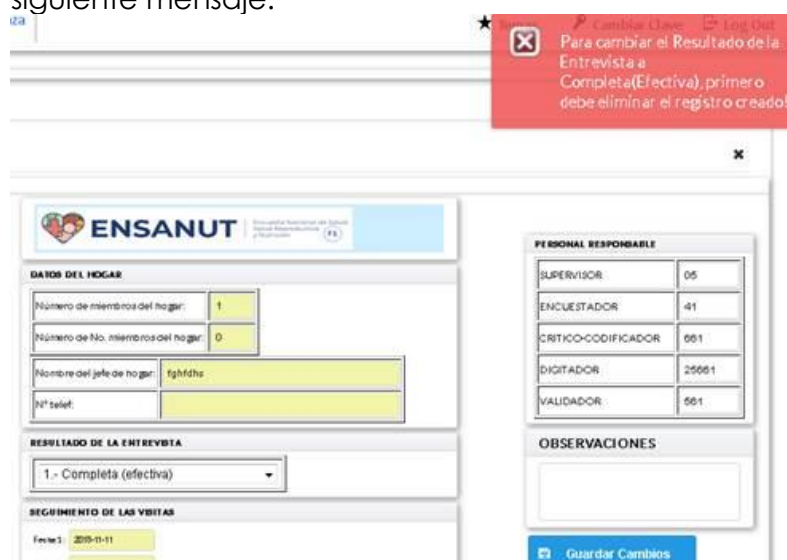 siguiente mensaje:
za
Cambiar Clave
Log Out
Para cambiar el Resultado de la
Entrevista a
Completa(Efectiva), primero
debe eliminar el registro creado!
ENSANUT
F1
DATOS DEL HOGAR
Número de miembros del hogar: 1
Número de No. miembros del hogar: 0
Nombre del jefe de hogar: fghfdhs
Nº telef:
RESULTADO DE LA ENTREVISTA
1.- Completa (efectiva)
SEGUIMIENTO DE LAS VISITAS
Fecha 1: 2018-11-11
PERSONAL RESPONSABLE
SUPERVISOR 05
ENCUESTADOR 41
CRITICO-CODIFICADOR 661
DIGITADOR 25661
VALIDADOR 561
OBSERVACIONES
Guardar Cambios